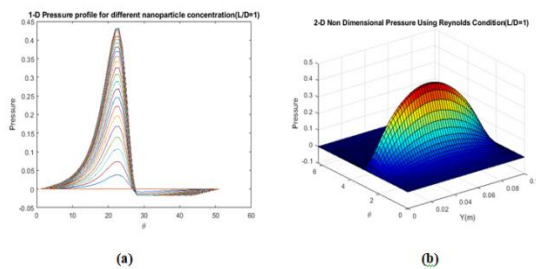 1-D Pressure profile for different nanoparticle concentration(L/D=1)
0.45
0.4
0.35
0.3
0.25
0.2
0.15
0.1
0.05
0
-0.05
Pressure
0 10 20 30 40 50 60
θ
(a)
2-D Non Dimensional Pressure Using Reynolds Condition(L/D=1)
0.5
0.4
0.3
0.2
0.1
0
-0.1
Pressure
6
4
2
0
θ
0
0.02
0.04
0.06
0.08
Y(m)
(b)